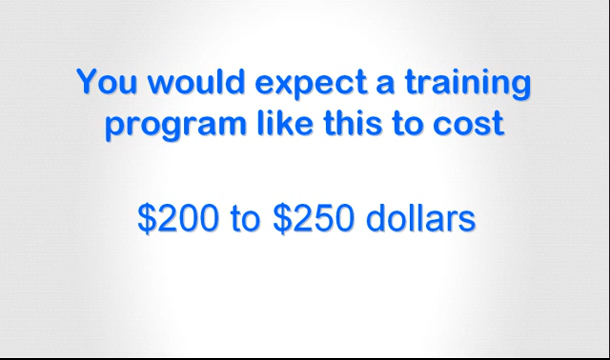 You would expect a training
program like this to cost
$200 to $250 dollars